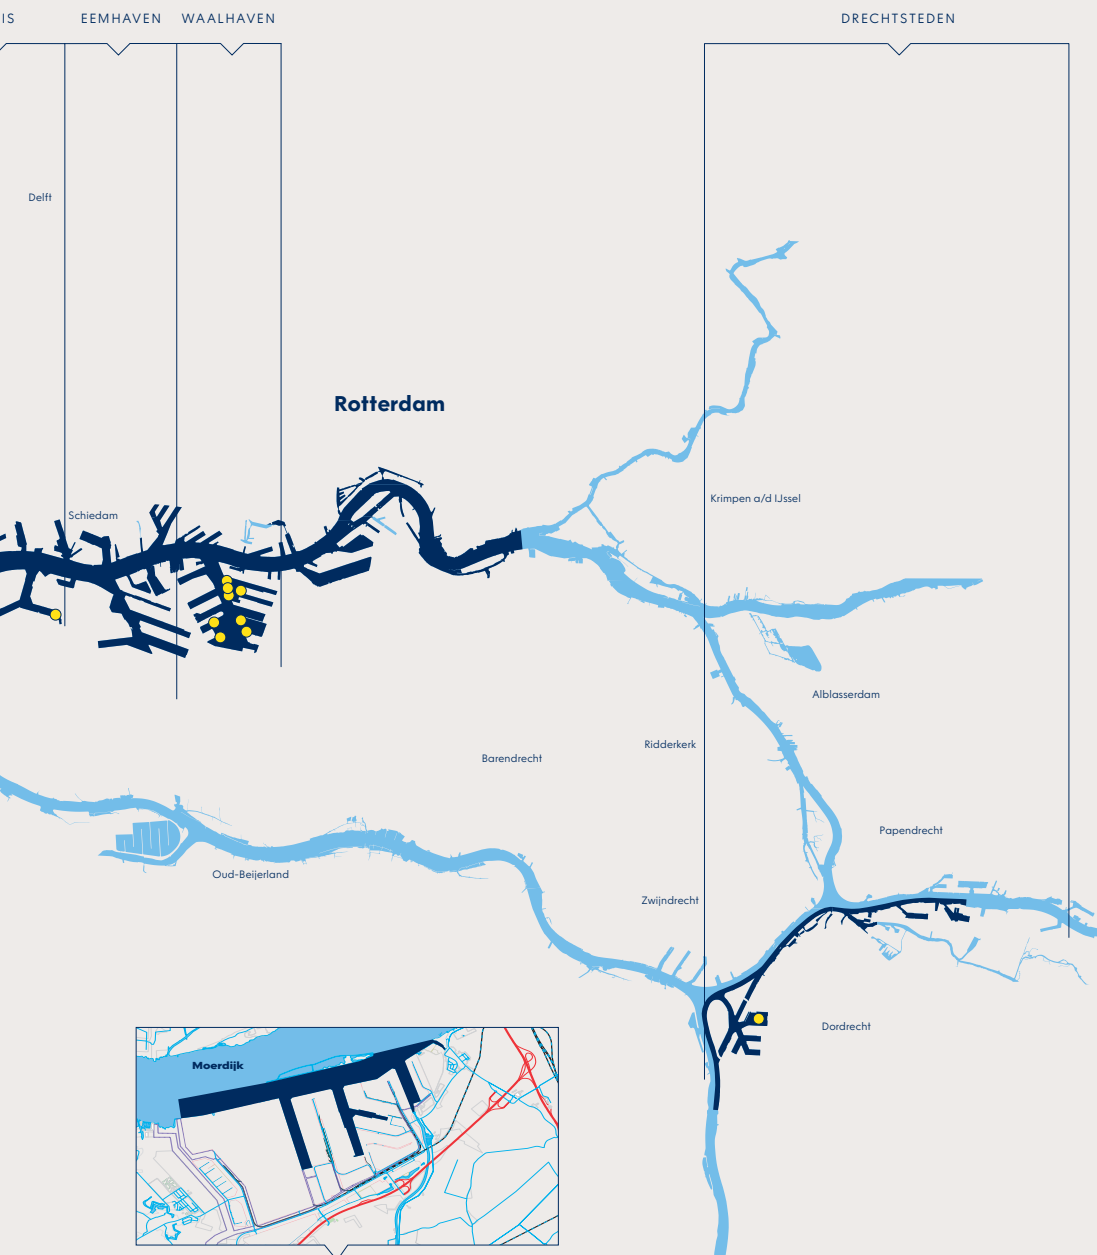 IS
EEMHAVEN
WAALHAVEN
DRECHTSTEDEN
Delft
Rotterdam
Krimpen a/d IJssel
Schiedam
Alblasserdam
Ridderkerk
Barendrecht
Papendrecht
Oud-Beijerland
Zwijndrecht
Dordrecht
Moerdijk